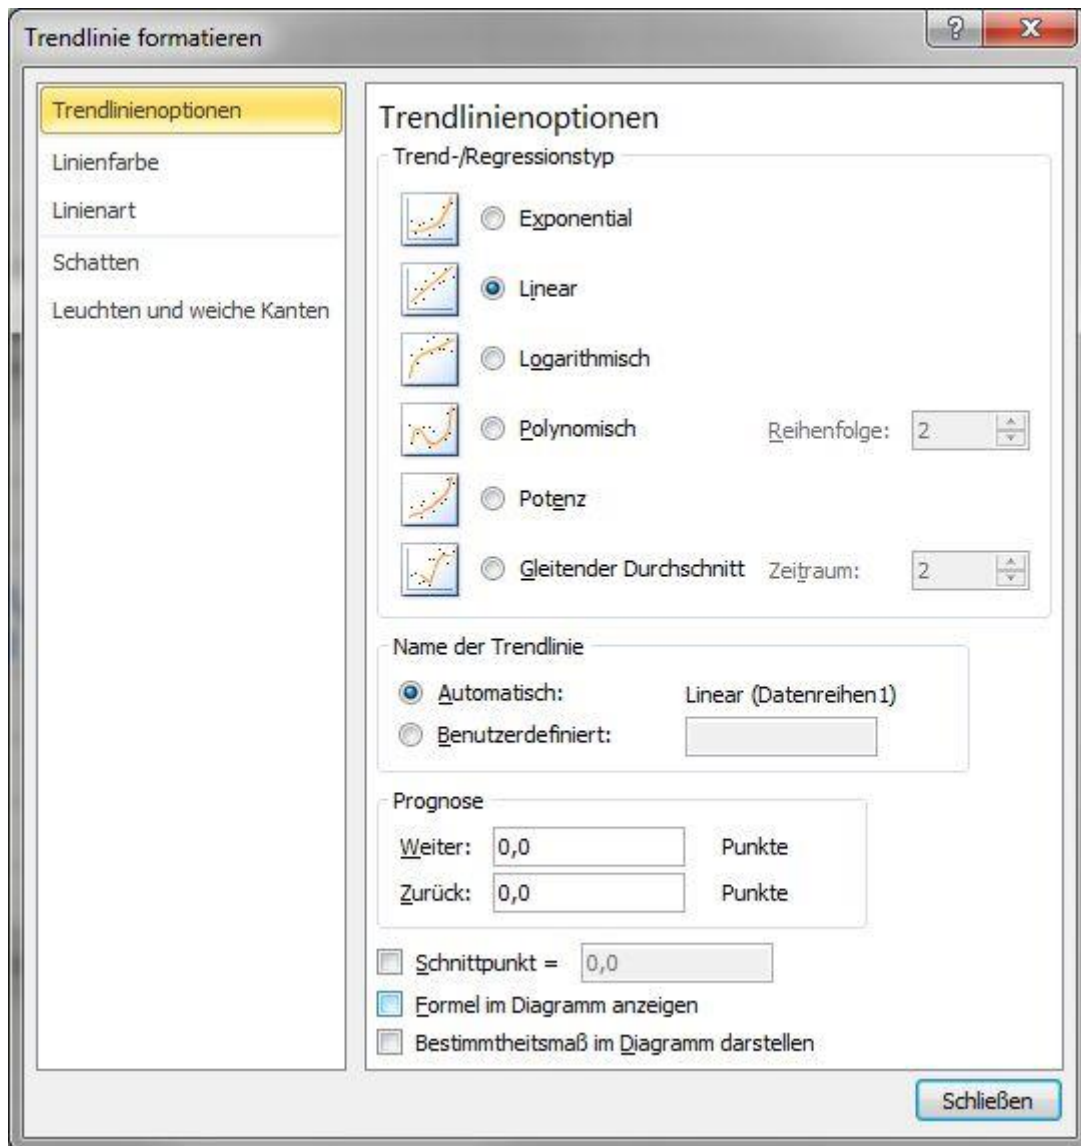 Trendlinie formatieren
Trendlinienoptionen
Linienfarbe
Linienart
Schatten
Leuchten und weiche Kanten
Trendlinienoptionen
Trend-/Regressionstyp
Exponential
Linear
Logarithmisch
Polynomisch Reihenfolge: 2
Potenz
Gleitender Durchschnitt Zeitraum: 2
Name der Trendlinie
Automatisch: Linear (Datenreihen1)
Benutzerdefiniert:
Prognose
Weiter: 0,0 Punkte
Zurück: 0,0 Punkte
Schnittpunkt = 0,0
Formel im Diagramm anzeigen
Bestimmtheitsmaß im Diagramm darstellen
Schließen